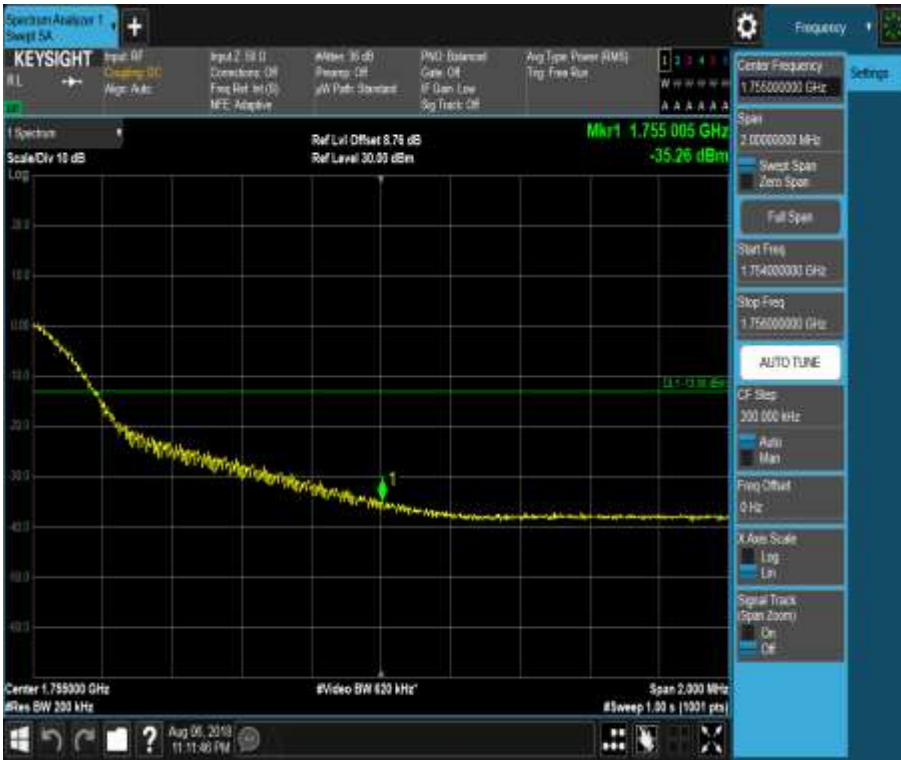 Spectrum Analyzer 1
Swept SA
Frequency
KEYSIGHT
Input: RF
Coupling: DC
Align: Auto
Input Z: 50 Ω
Corrections: Off
Freq Ref: Int (S)
NFE: Adaptive
#Atten: 36 dB
Preamp: Off
µW Path: Standard
PNO: Balanced
Gate: Off
IF Gain: Low
Sig Track: Off
Avg Type: Power (RMS)
Trig: Free Run
1 2 3 4 5 6
A A A A A A
Center Frequency
1.755000000 GHz
Settings
Span
2.00000000 MHz
Swept Span
Zero Span
Full Span
Start Freq
1.754000000 GHz
Stop Freq
1.756000000 GHz
AUTO TUNE
CF Step
200.000 kHz
Auto
Man
Freq Offset
0 Hz
X Axis Scale
Log
Lin
Signal Track
(Span Zoom)
On
Off
1 Spectrum
Scale/Div 10 dB
Log
Ref Lvl Offset 8.76 dB
Ref Level 30.00 dBm
Mkr1 1.755 005 GHz
-35.26 dBm
20.0
10.0
0.00
-10.0
DL1 -13.00 dBm
-20.0
-30.0
1
-40.0
-50.0
-60.0
Center 1.755000 GHz
#Res BW 200 kHz
#Video BW 620 kHz*
Span 2.000 MHz
#Sweep 1.00 s (1001 pts)
?
Aug 06, 2018
11:11:46 PM